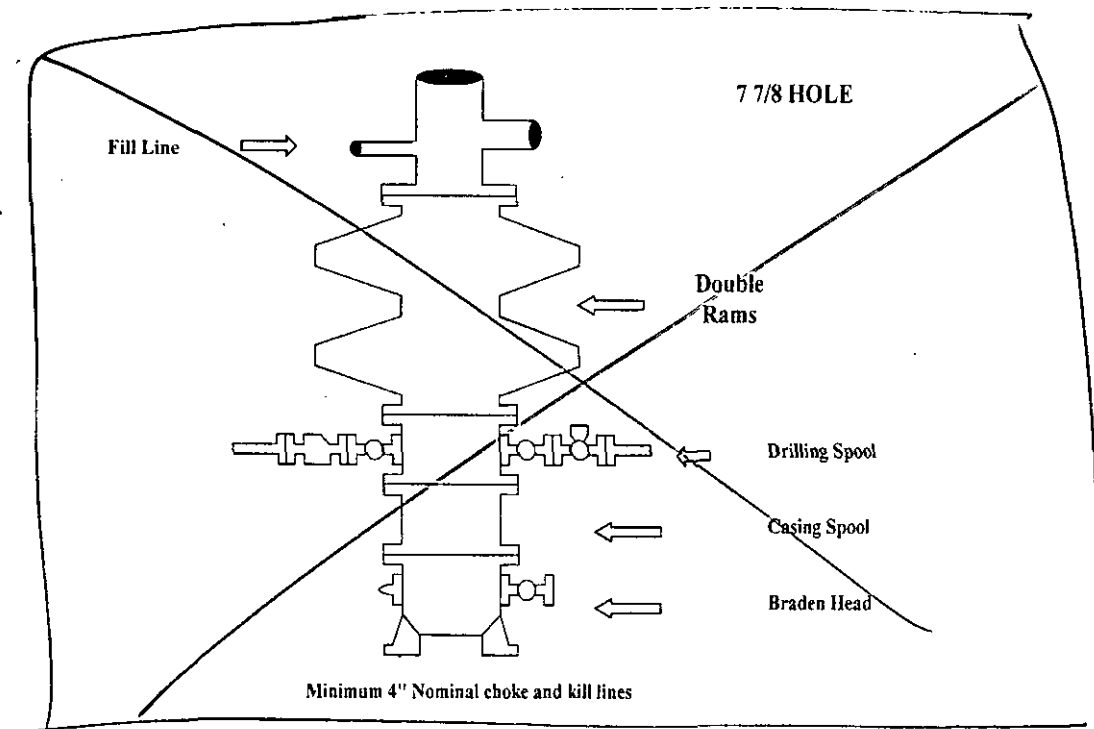 7 7/8 HOLE
Fill Line
Double
Rams
Drilling Spool
Casing Spool
Braden Head
Minimum 4" Nominal choke and kill lines